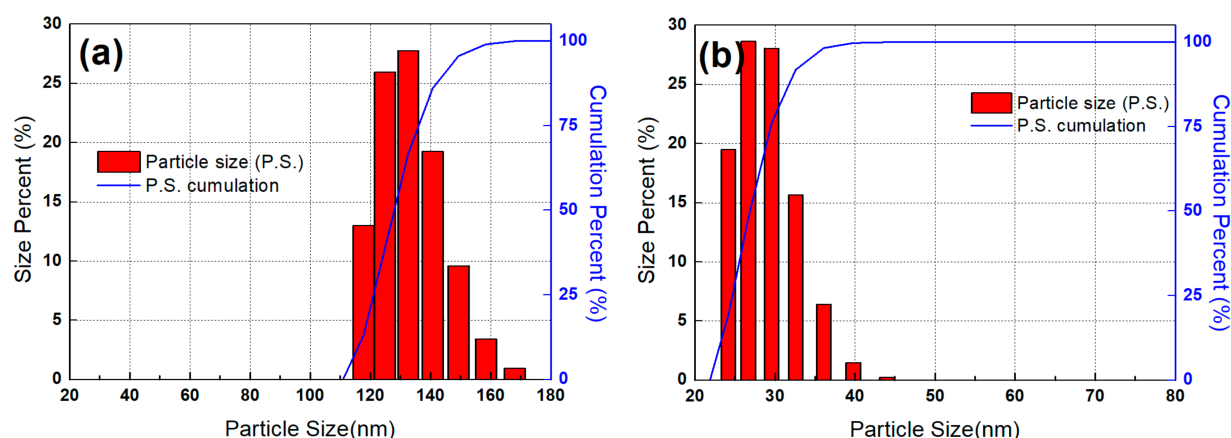 (a)
30
25
20
15
10
5
0
Size Percent (%)
Particle size (P.S.)
P.S. cumulation
100
75
50
25
0
Cumulation Percent (%)
20 40 60 80 100 120 140 160 180
Particle Size(nm)
(b)
30
25
20
15
10
5
0
Size Percent (%)
Particle size (P.S.)
P.S. cumulation
100
75
50
25
0
Cumulation Percent (%)
20 30 40 50 60 70 80
Particle Size(nm)